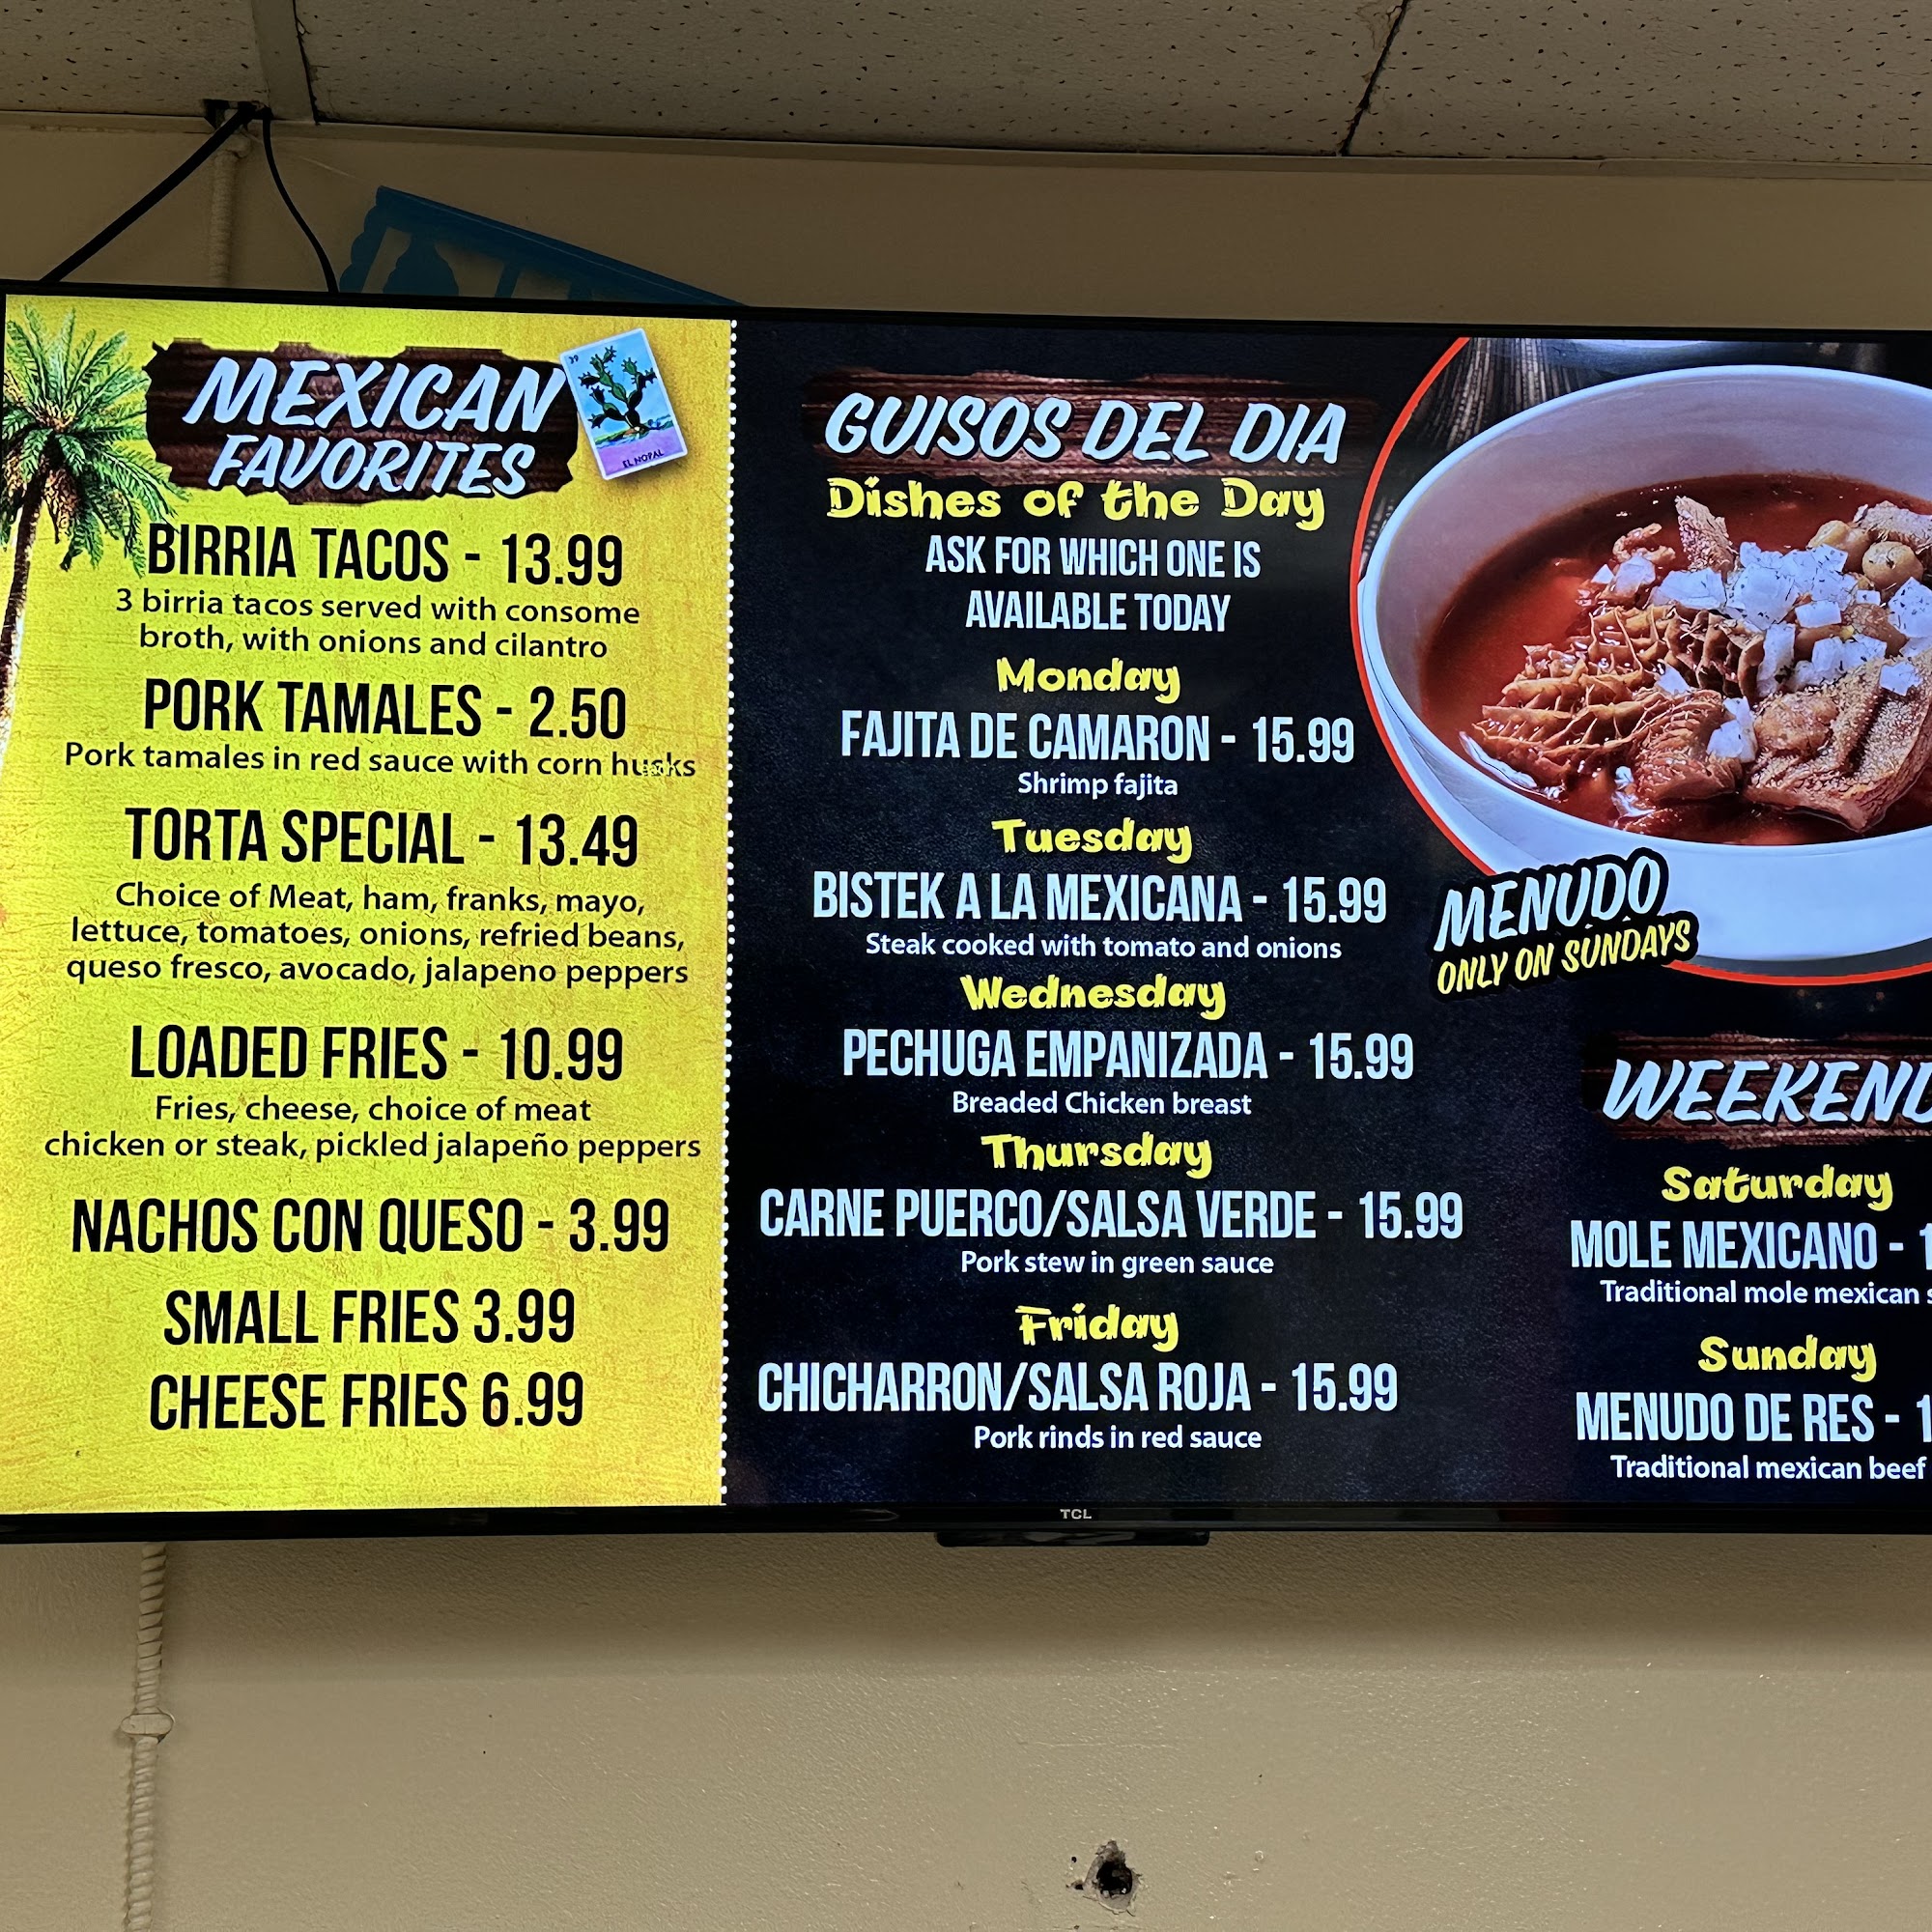 MEXICAN
FAVORITES
39
EL NOPAL
BIRRIA TACOS - 13.99
3 birria tacos served with consome
broth, with onions and cilantro
PORK TAMALES - 2.50
Pork tamales in red sauce with corn husks
TORTA SPECIAL - 13.49
Choice of Meat, ham, franks, mayo,
lettuce, tomatoes, onions, refried beans,
queso fresco, avocado, jalapeno peppers
LOADED FRIES - 10.99
Fries, cheese, choice of meat
chicken or steak, pickled jalapeño peppers
NACHOS CON QUESO - 3.99
SMALL FRIES 3.99
CHEESE FRIES 6.99
GUISOS DEL DIA
Dishes of the Day
ASK FOR WHICH ONE IS
AVAILABLE TODAY
Monday
FAJITA DE CAMARON - 15.99
Shrimp fajita
Tuesday
BISTEK A LA MEXICANA - 15.99
Steak cooked with tomato and onions
Wednesday
PECHUGA EMPANIZADA - 15.99
Breaded Chicken breast
Thursday
CARNE PUERCO/SALSA VERDE - 15.99
Pork stew in green sauce
Friday
CHICHARRON/SALSA ROJA - 15.99
Pork rinds in red sauce
MENUDO
ONLY ON SUNDAYS
WEEKEND
Saturday
MOLE MEXICANO - 1
Traditional mole mexican s
Sunday
MENUDO DE RES - 1
Traditional mexican beef
TCL